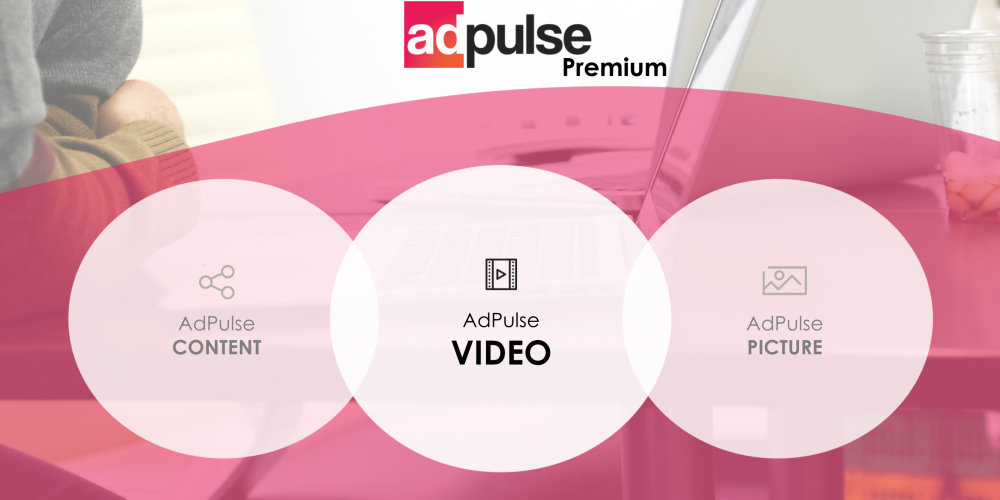 adpulse
Premium
AdPulse
CONTENT
AdPulse
VIDEO
AdPulse
PICTURE